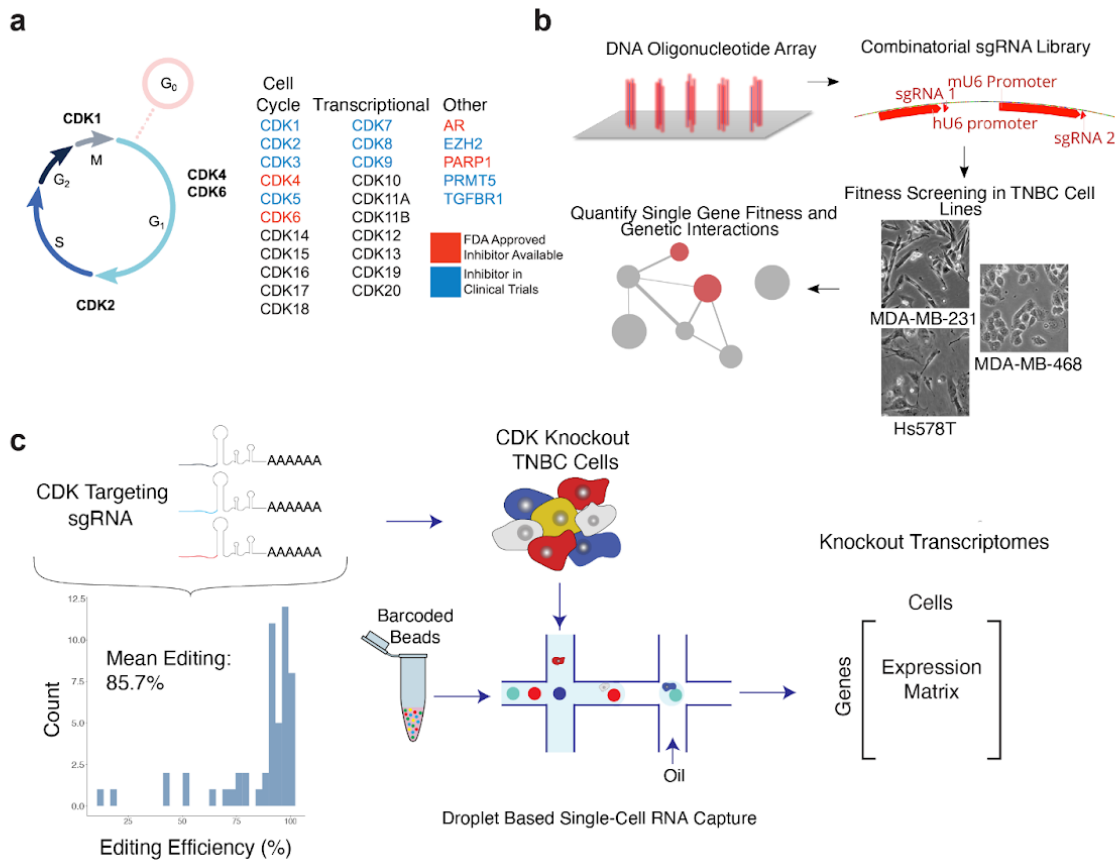 a
G0
CDK1
M
G2
CDK4
CDK6
G1
S
CDK2
Cell
Cycle
CDK1
CDK2
CDK3
CDK4
CDK5
CDK6
CDK14
CDK15
CDK16
CDK17
CDK18
Transcriptional
CDK7
CDK8
CDK9
CDK10
CDK11A
CDK11B
CDK12
CDK13
CDK19
CDK20
Other
AR
EZH2
PARP1
PRMT5
TGFBR1
FDA Approved
Inhibitor Available
Inhibitor in
Clinical Trials
b
DNA Oligonucleotide Array
Combinatorial sgRNA Library
mU6 Promoter
sgRNA 1
hU6 promoter
sgRNA 2
Fitness Screening in TNBC Cell
Lines
MDA-MB-231
MDA-MB-468
Hs578T
Quantify Single Gene Fitness and
Genetic Interactions
c
CDK Targeting
sgRNA
AAAAAA
AAAAAA
AAAAAA
12.5
10.0
7.5
5.0
2.5
0.0
Count
Mean Editing:
85.7%
25
50
75
100
Editing Efficiency (%)
CDK Knockout
TNBC Cells
Barcoded
Beads
Oil
Droplet Based Single-Cell RNA Capture
Knockout Transcriptomes
Cells
Genes
Expression
Matrix